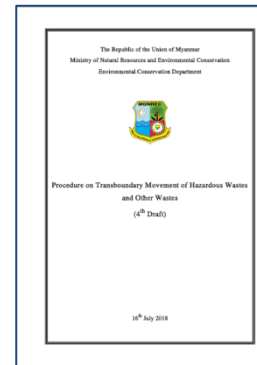 The Republic of the Union of Myanmar
Ministry of Natural Resources and Environmental Conservation
Environmental Conservation Department
MONREC
Procedure on Transboundary Movement of Hazardous Wastes
and Other Wastes
(4th Draft)
16th July 2018